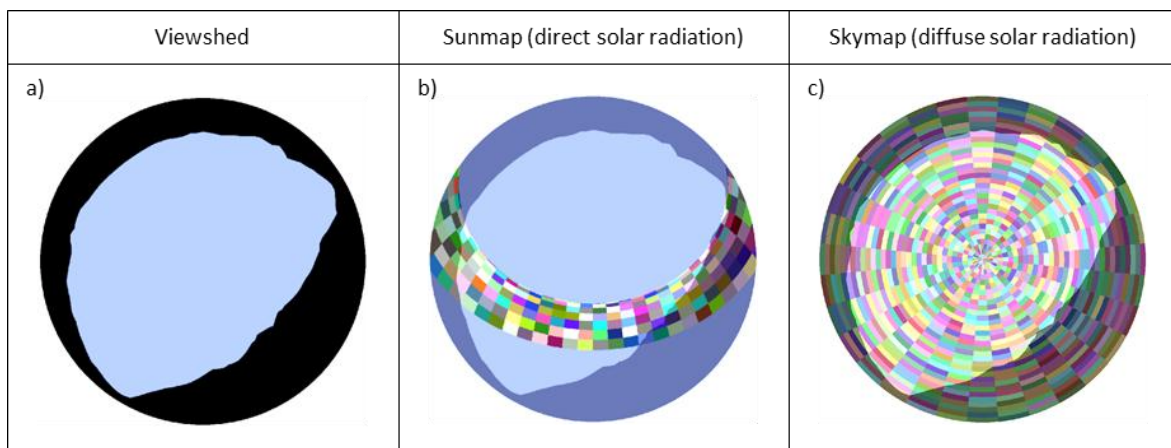 Viewshed
Sunmap (direct solar radiation)
Skymap (diffuse solar radiation)
a)
b)
c)